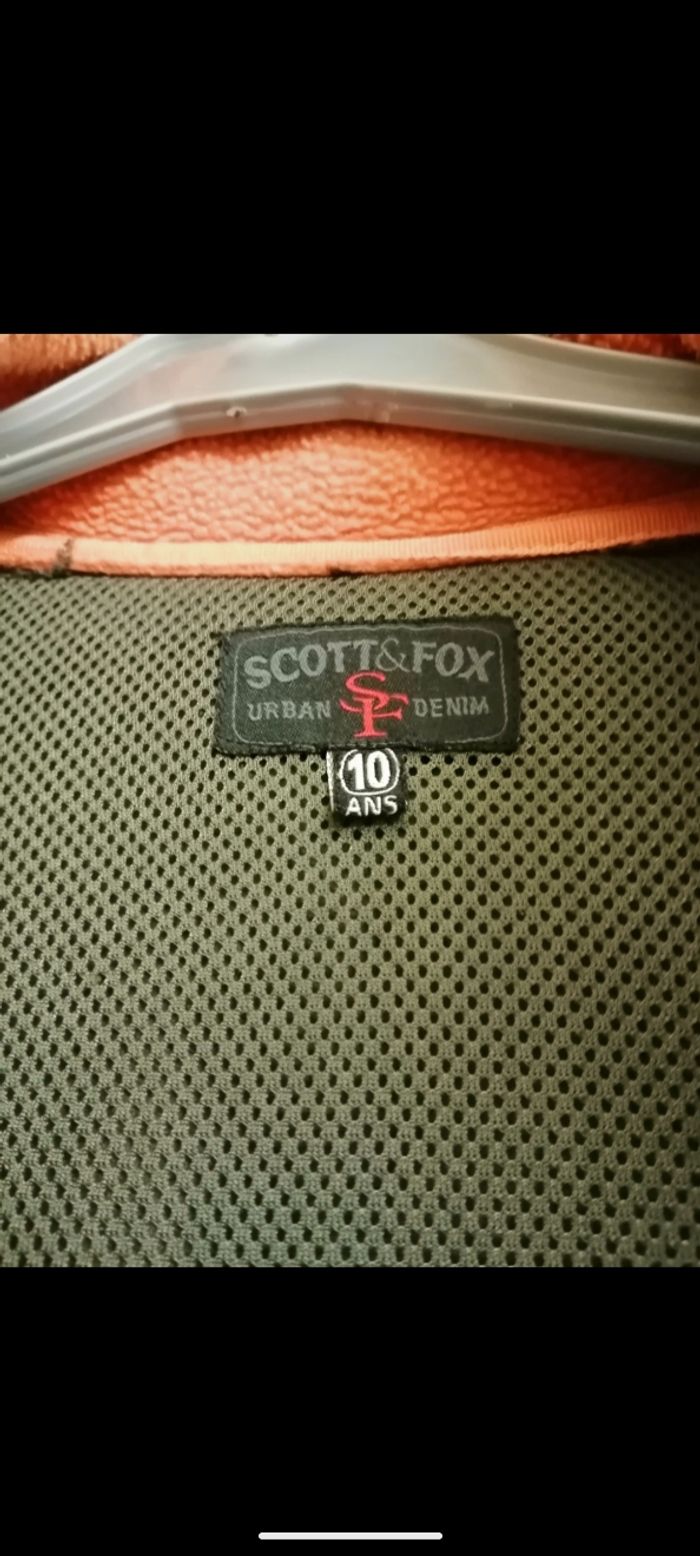 SCOTT&FOX
URBAN SF DENIM
10
ANS